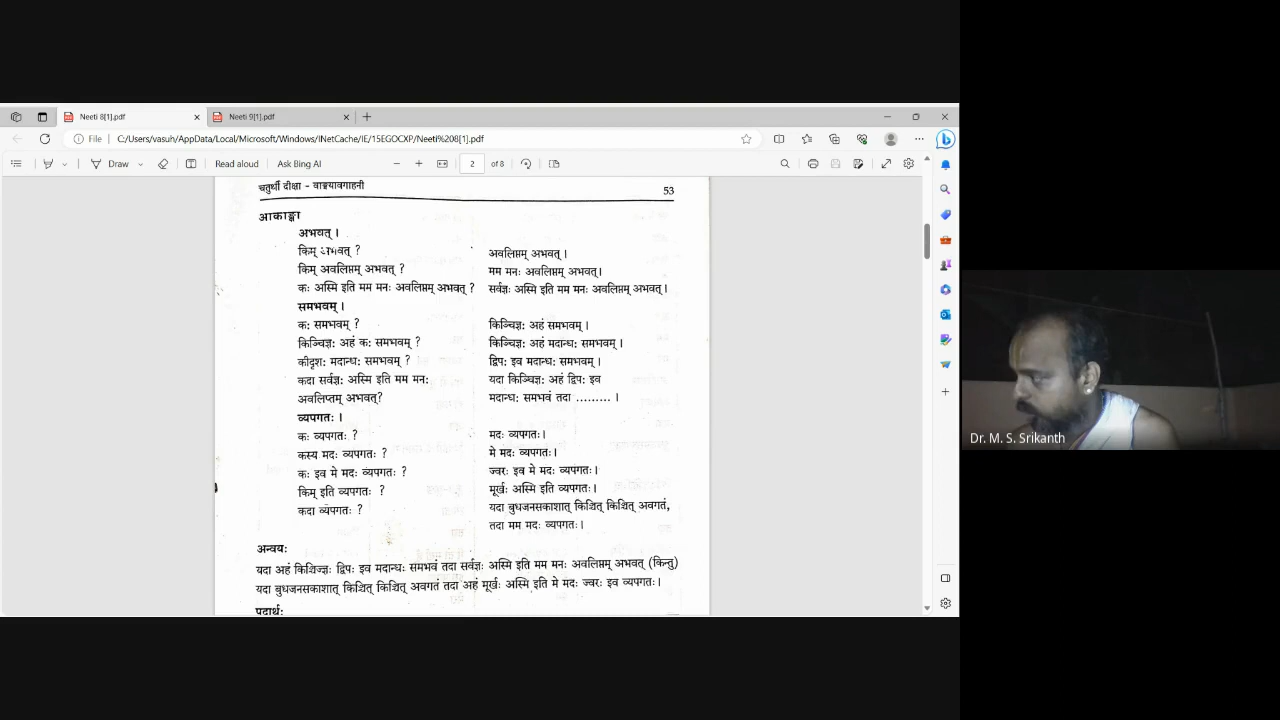 Neeti 8[1].pdf
Neeti 9[1].pdf
File C:/Users/vasuh/AppData/Local/Microsoft/Windows/INetCache/IE/15EGOCXP/Neeti%208[1].pdf
Draw Read aloud Ask Bing AI 2 of 8
चतुर्थी दीक्षा - वाङ्मयावगाहनी 53
आकाङ्क्षा
अभवत् ।
किम् अभवत् ? अवलिप्तम् अभवत् ।
किम् अवलिप्तम् अभवत् ? मम मनः अवलिप्तम् अभवत्।
कः अस्मि इति मम मनः अवलिप्तम् अभवत् ? सर्वज्ञः अस्मि इति मम मनः अवलिप्तम् अभवत् ।
समभवम् ।
कः समभवम् ? किञ्चिज्ञः अहं समभवम् ।
किञ्चिज्ञः अहं कः समभवम् ? किञ्चिज्ञः अहं मदान्धः समभवम् ।
कीदृशः मदान्धः समभवम् ? द्विपः इव मदान्धः समभवम् ।
कदा सर्वज्ञः अस्मि इति मम मनः यदा किञ्चिज्ञः अहं द्विपः इव
अवलिप्तम् अभवत्? मदान्धः समभवं तदा ......... ।
व्यपगतः ।
कः व्यपगतः ? मदः व्यपगतः।
कस्य मदः व्यपगतः ? मे मदः व्यपगतः।
कः इव मे मदः व्यपगतः ? ज्वरः इव मे मदः व्यपगतः।
किम् इति व्यपगतः ? मूर्खः अस्मि इति व्यपगतः।
कदा व्यपगतः ? यदा बुधजनसकाशात् किञ्चित् किञ्चित् अवगतं,
तदा मम मदः व्यपगतः।
अन्वयः
यदा अहं किञ्चिज्ज्ञः द्विपः इव मदान्धः समभवं तदा सर्वज्ञः अस्मि इति मम मनः अवलिप्तम् अभवत् (किन्तु)
यदा बुधजनसकाशात् किञ्चित् किञ्चित् अवगतं तदा अहं मूर्खः अस्मि इति मे मदः ज्वरः इव व्यपगतः।
पदार्थः
Dr. M. S. Srikanth